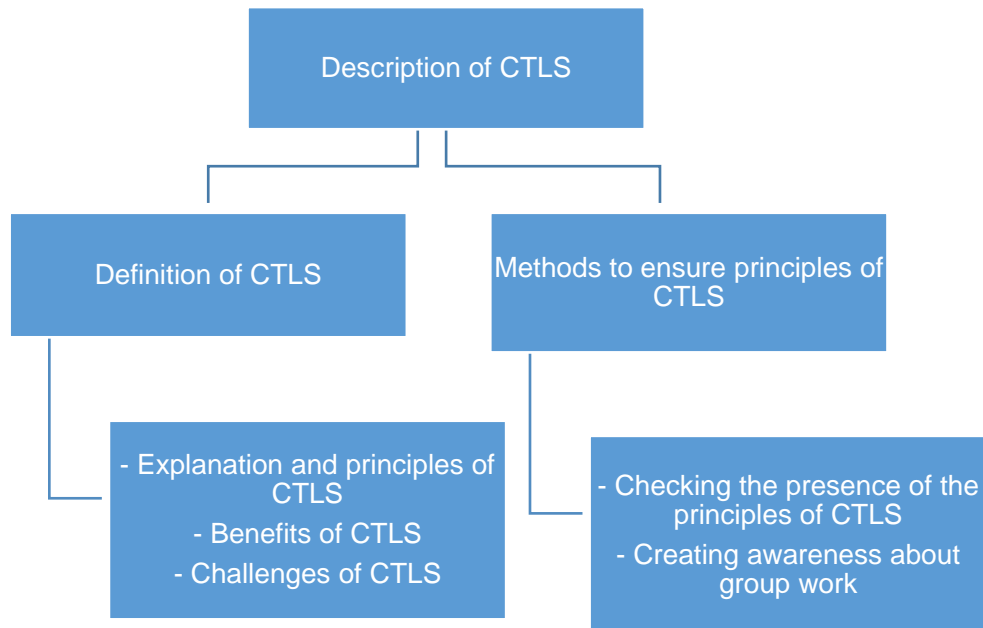 Description of CTLS
Definition of CTLS
Methods to ensure principles of
CTLS
- Explanation and principles of
CTLS
- Benefits of CTLS
- Challenges of CTLS
- Checking the presence of the
principles of CTLS
- Creating awareness about
group work